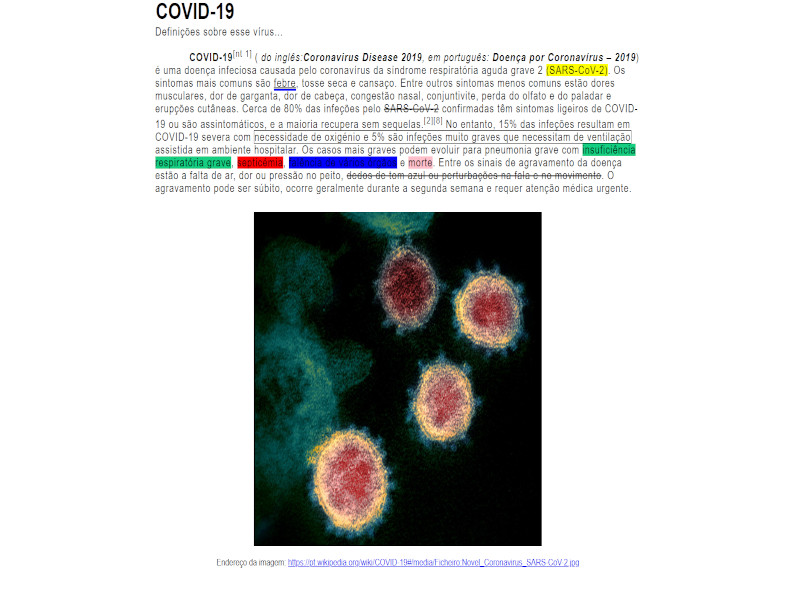 COVID-19
Definições sobre esse vírus...
COVID-19[nt 1] ( do inglês:Coronavirus Disease 2019, em português: Doença por Coronavírus – 2019)
é uma doença infeciosa causada pelo coronavírus da síndrome respiratória aguda grave 2 (SARS-CoV-2). Os
sintomas mais comuns são febre, tosse seca e cansaço. Entre outros sintomas menos comuns estão dores
musculares, dor de garganta, dor de cabeça, congestão nasal, conjuntivite, perda do olfato e do paladar e
erupções cutâneas. Cerca de 80% das infeções pelo SARS-CoV-2 confirmadas têm sintomas ligeiros de COVID-
19 ou são assintomáticos, e a maioria recupera sem sequelas.[2][8] No entanto, 15% das infeções resultam em
COVID-19 severa com necessidade de oxigénio e 5% são infeções muito graves que necessitam de ventilação
assistida em ambiente hospitalar. Os casos mais graves podem evoluir para pneumonia grave com insuficiência
respiratória grave, septicémia, e morte. Entre os sinais de agravamento da doença
estão a falta de ar, dor ou pressão no peito, dedos de tom azul ou perturbações na fala e no movimento. O
agravamento pode ser súbito, ocorre geralmente durante a segunda semana e requer atenção médica urgente.
Endereço da imagem: https://pt.wikipedia.org/wiki/COVID-19#/media/Ficheiro:Novel_Coronavirus_SARS-CoV-2.jpg